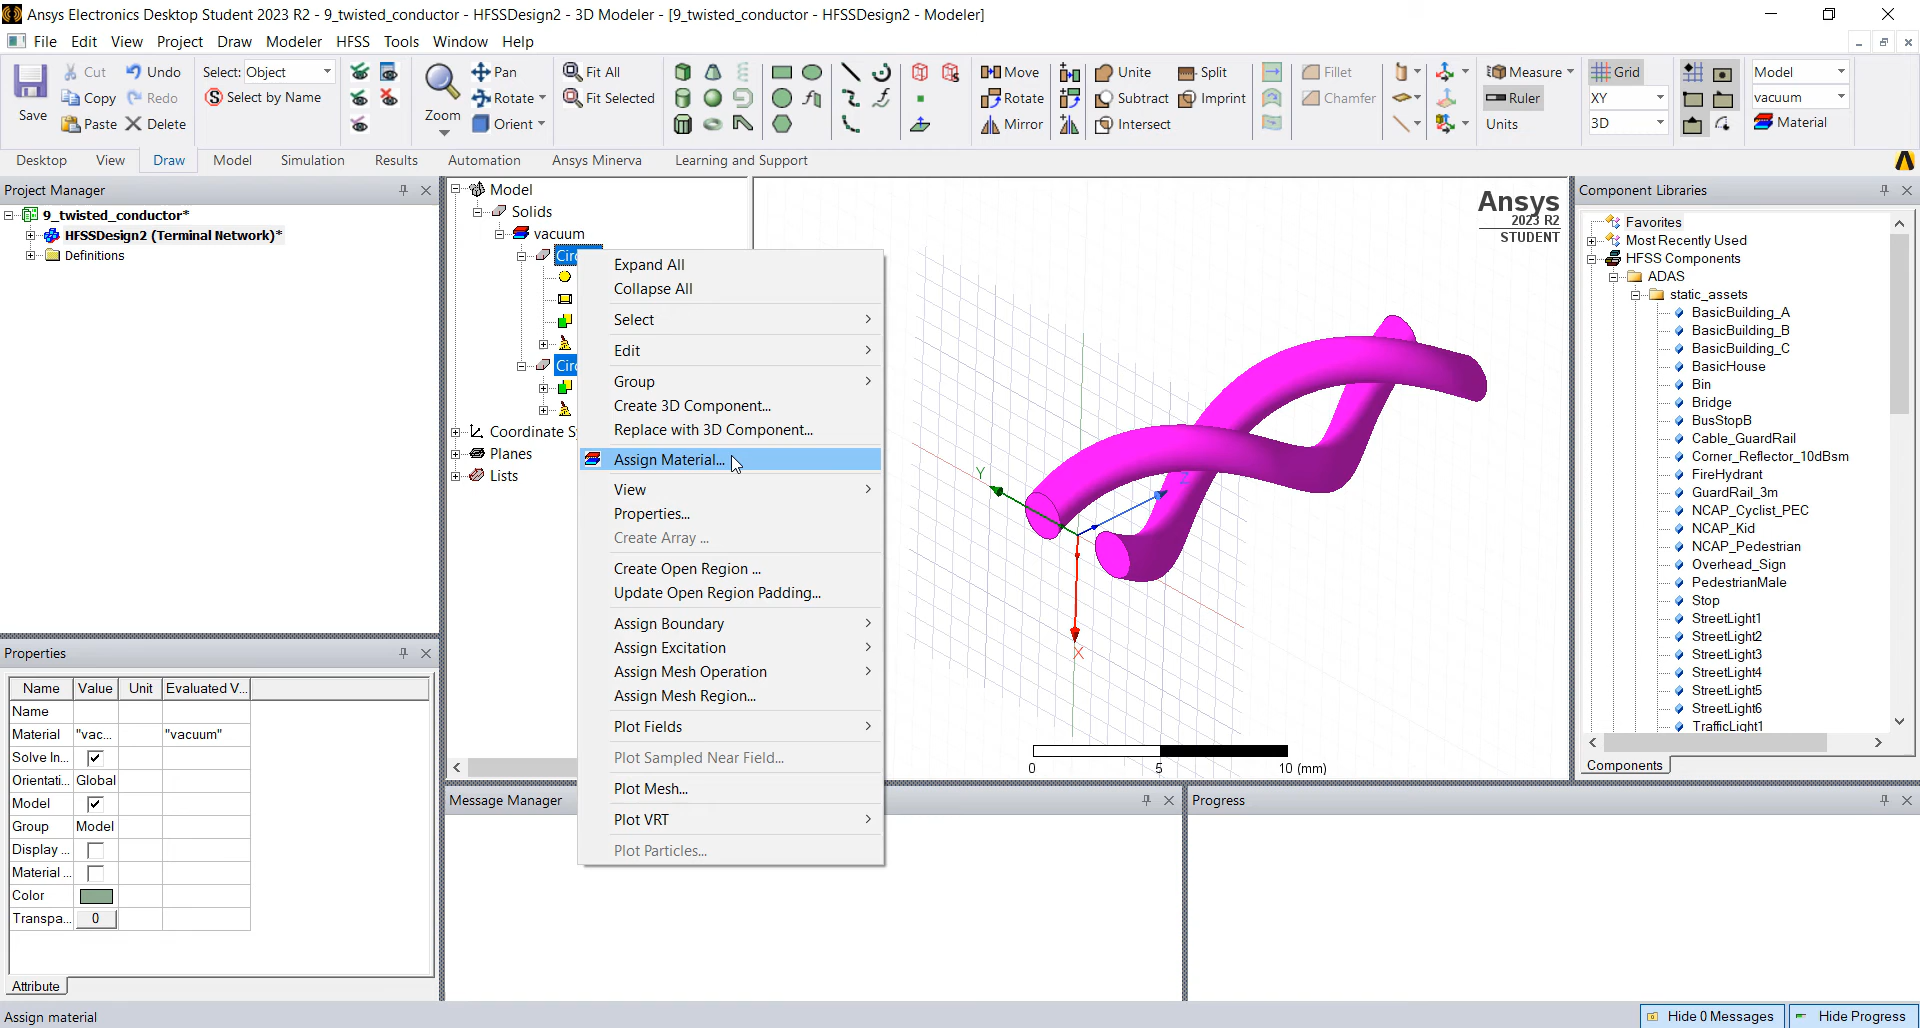 Ansys Electronics Desktop Student 2023 R2 - 9_twisted_conductor - HFSSDesign2 - 3D Modeler - [9_twisted_conductor - HFSSDesign2 - Modeler]
File Edit View Project Draw Modeler HFSS Tools Window Help
Save
Cut
Copy
Paste
Undo
Redo
Delete
Select: Object
Select by Name
Zoom
Pan
Rotate
Orient
Fit All
Fit Selected
Move
Rotate
Mirror
Unite
Subtract
Intersect
Split
Imprint
Fillet
Chamfer
Measure
Ruler
Units
Grid
XY
3D
Model
vacuum
Material
Desktop View Draw Model Simulation Results Automation Ansys Minerva Learning and Support
Project Manager
9_twisted_conductor*
HFSSDesign2 (Terminal Network)*
Definitions
Properties
Name Value Unit Evaluated V...
Name
Material "vac... "vacuum"
Solve In...
Orientati... Global
Model
Group Model
Display ...
Material ...
Color
Transpa... 0
Attribute
Assign material
Model
Solids
vacuum
Coordinate S
Planes
Lists
Expand All
Collapse All
Select
Edit
Group
Create 3D Component...
Replace with 3D Component...
Assign Material...
View
Properties...
Create Array ...
Create Open Region ...
Update Open Region Padding...
Assign Boundary
Assign Excitation
Assign Mesh Operation
Assign Mesh Region...
Plot Fields
Plot Sampled Near Field...
Plot Mesh...
Plot VRT
Plot Particles...
Ansys
2023 R2
STUDENT
Y
Z
X
0 5 10 (mm)
Message Manager
Progress
Component Libraries
Favorites
Most Recently Used
HFSS Components
ADAS
static_assets
BasicBuilding_A
BasicBuilding_B
BasicBuilding_C
BasicHouse
Bin
Bridge
BusStopB
Cable_GuardRail
Corner_Reflector_10dBsm
FireHydrant
GuardRail_3m
NCAP_Cyclist_PEC
NCAP_Kid
NCAP_Pedestrian
Overhead_Sign
PedestrianMale
Stop
StreetLight1
StreetLight2
StreetLight3
StreetLight4
StreetLight5
StreetLight6
TrafficLight1
Components
Hide 0 Messages
Hide Progress